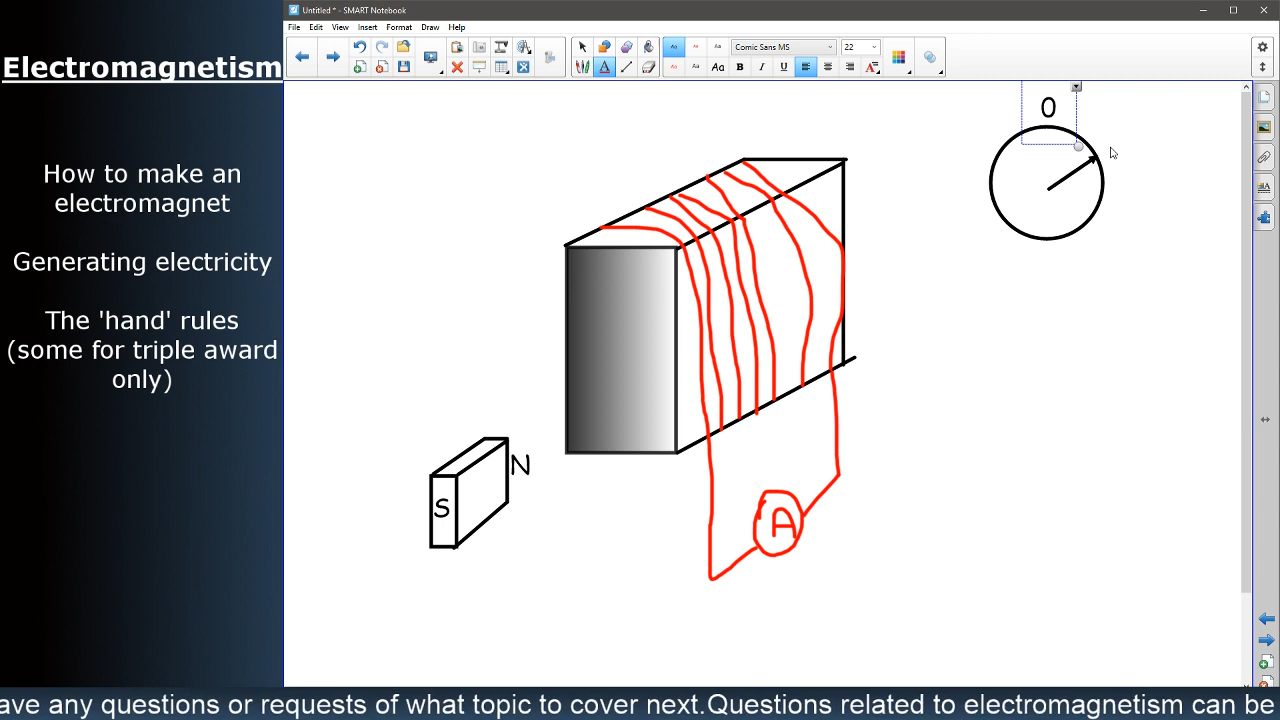 Untitled * - SMART Notebook
File Edit View Insert Format Draw Help
Comic Sans MS 22
B I U
Electromagnetism
How to make an
electromagnet
Generating electricity
The 'hand' rules
(some for triple award
only)
0
N
S
A
ave any questions or requests of what topic to cover next.Questions related to electromagnetism can be